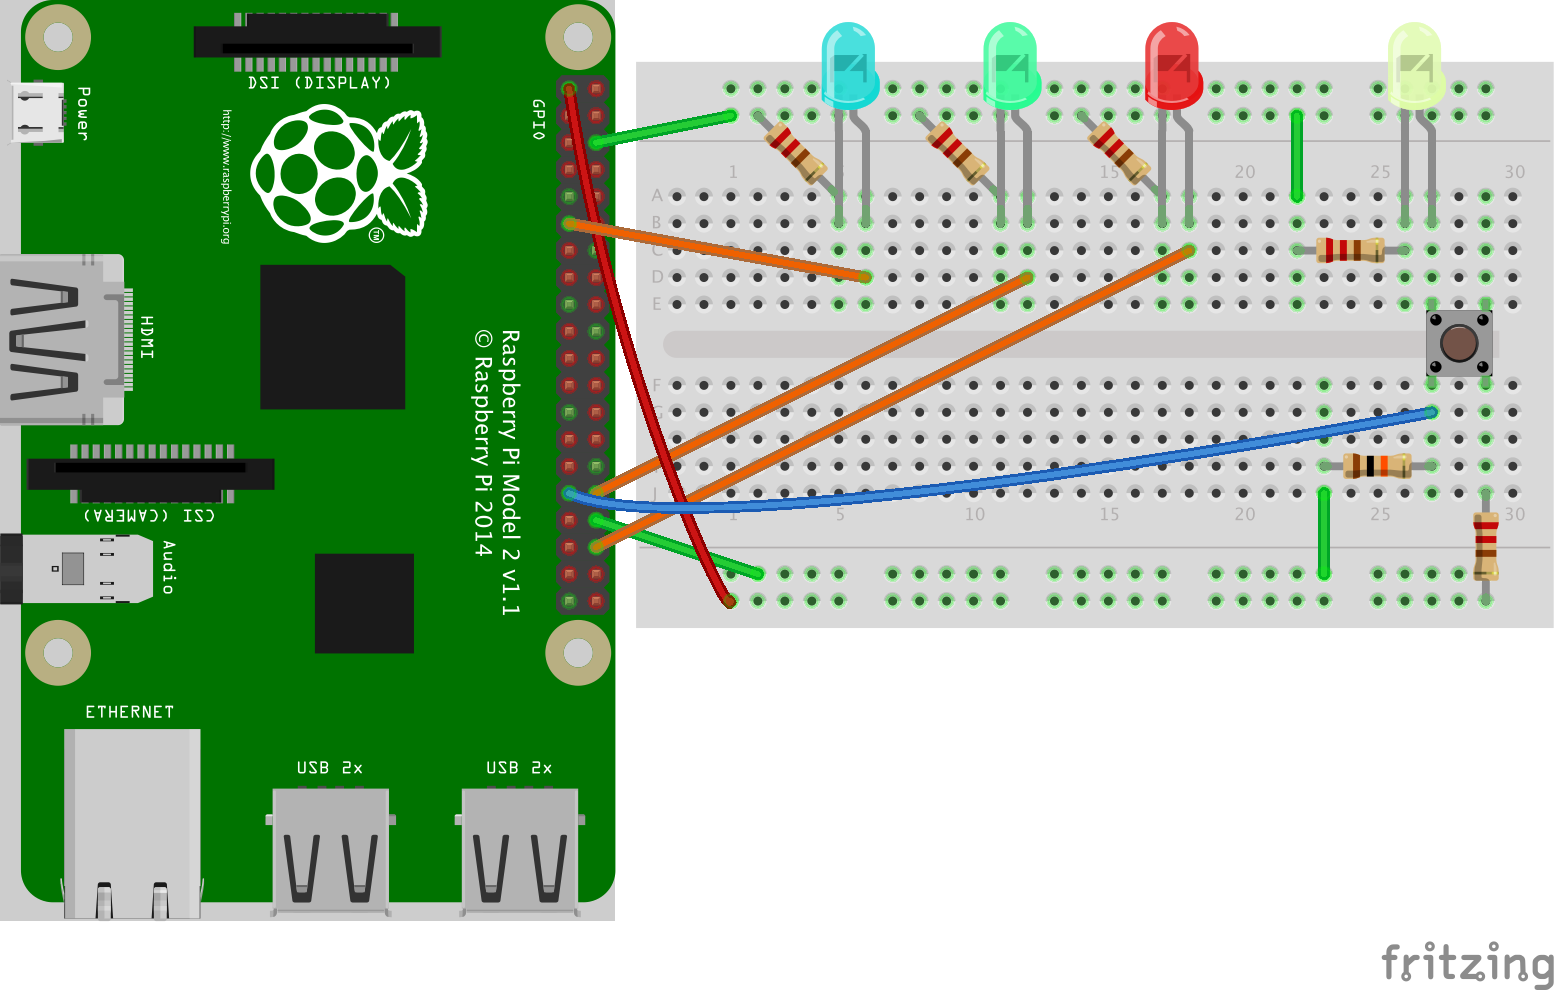 DSI (DISPLAY)
Power
GPIO
http://www.raspberrypi.org
TM
HDMI
Raspberry Pi Model 2 v1.1
© Raspberry Pi 2014
CSI (CAMERA)
Audio
ETHERNET
USB 2x
USB 2x
1 15 20 25 30
A
B
C
D
E
F
G
J
1 5 10 15 20 25 30
fritzing